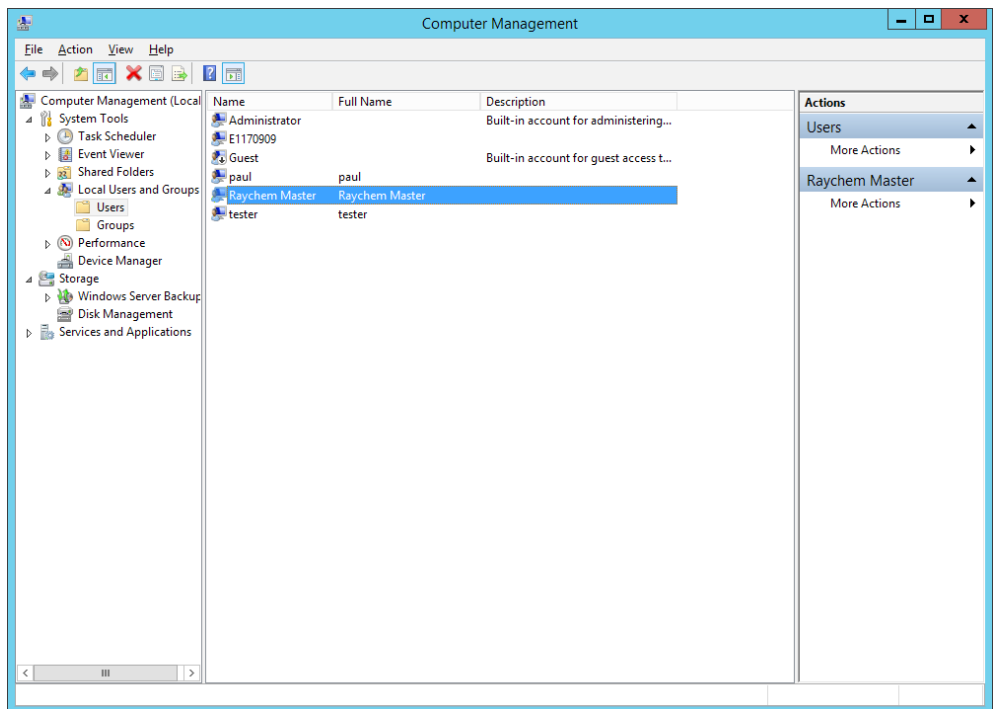 Computer Management
File Action View Help
Computer Management (Local
System Tools
Task Scheduler
Event Viewer
Shared Folders
Local Users and Groups
Users
Groups
Performance
Device Manager
Storage
Windows Server Backup
Disk Management
Services and Applications
Name Full Name Description
Administrator Built-in account for administering...
E1170909
Guest Built-in account for guest access t...
paul paul
Raychem Master Raychem Master
tester tester
Actions
Users
More Actions
Raychem Master
More Actions